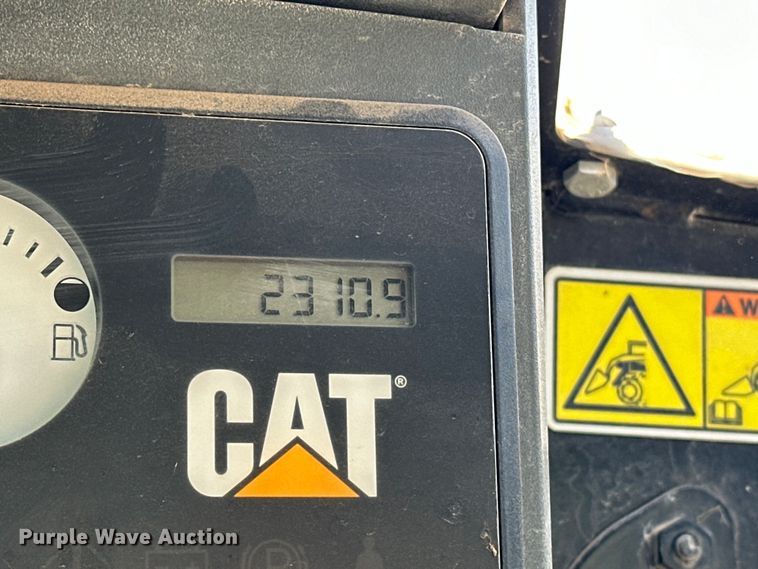 2310.9
CAT®
W
Purple Wave Auction